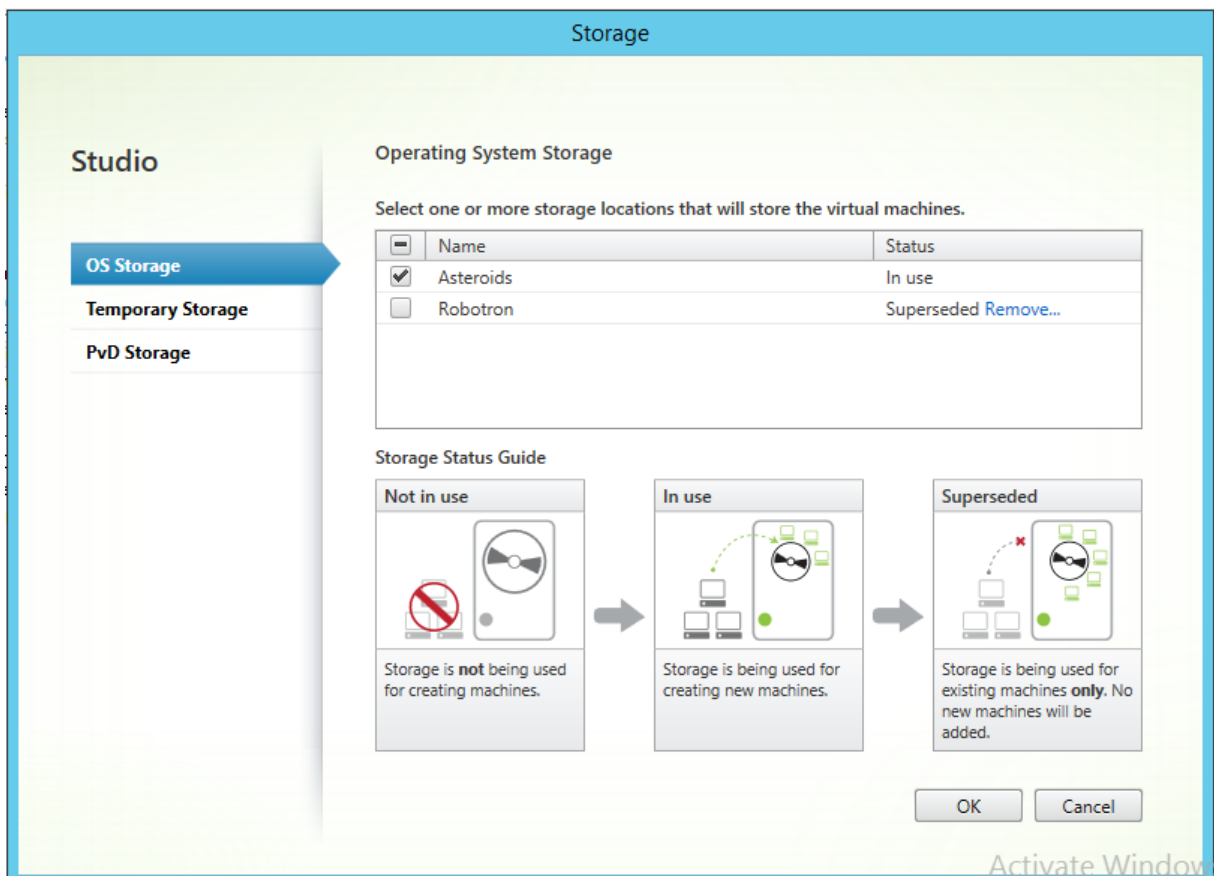 Storage
Studio
OS Storage
Temporary Storage
PvD Storage
Operating System Storage
Select one or more storage locations that will store the virtual machines.
Name Status
Asteroids In use
Robotron Superseded Remove...
Storage Status Guide
Not in use
Storage is not being used
for creating machines.
In use
Storage is being used for
creating new machines.
Superseded
Storage is being used for
existing machines only. No
new machines will be
added.
OK Cancel
Activate Window